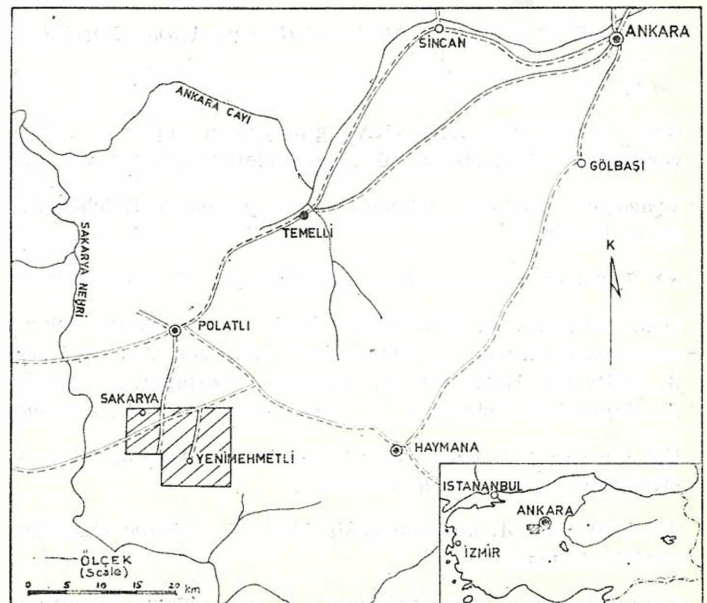 SİNCAN
ANKARA
ANKARA ÇAYI
GÖLBAŞI
TEMELLİ
SAKARYA NEHRİ
K
POLATLI
SAKARYA
YENİMEHMETLİ
HAYMANA
ISTANANBUL
ANKARA
İZMİR
ÖLÇEK
(Scale)
0 5 10 15 20 km